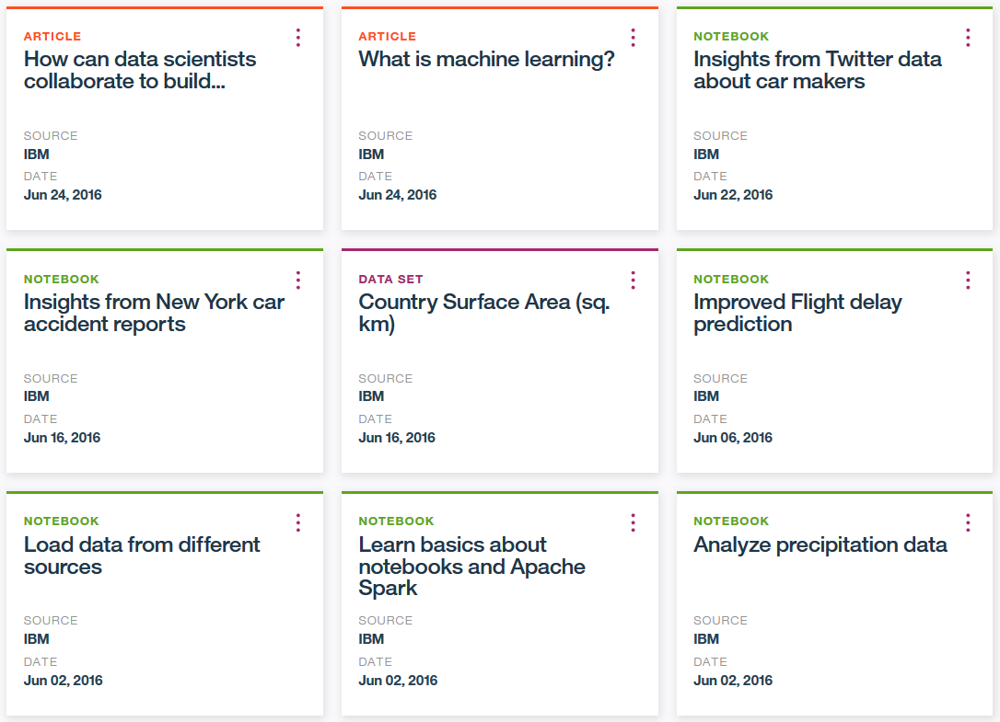 ARTICLE
How can data scientists
collaborate to build...
SOURCE
IBM
DATE
Jun 24, 2016
ARTICLE
What is machine learning?
SOURCE
IBM
DATE
Jun 24, 2016
NOTEBOOK
Insights from Twitter data
about car makers
SOURCE
IBM
DATE
Jun 22, 2016
NOTEBOOK
Insights from New York car
accident reports
SOURCE
IBM
DATE
Jun 16, 2016
DATA SET
Country Surface Area (sq.
km)
SOURCE
IBM
DATE
Jun 16, 2016
NOTEBOOK
Improved Flight delay
prediction
SOURCE
IBM
DATE
Jun 06, 2016
NOTEBOOK
Load data from different
sources
SOURCE
IBM
DATE
Jun 02, 2016
NOTEBOOK
Learn basics about
notebooks and Apache
Spark
SOURCE
IBM
DATE
Jun 02, 2016
NOTEBOOK
Analyze precipitation data
SOURCE
IBM
DATE
Jun 02, 2016